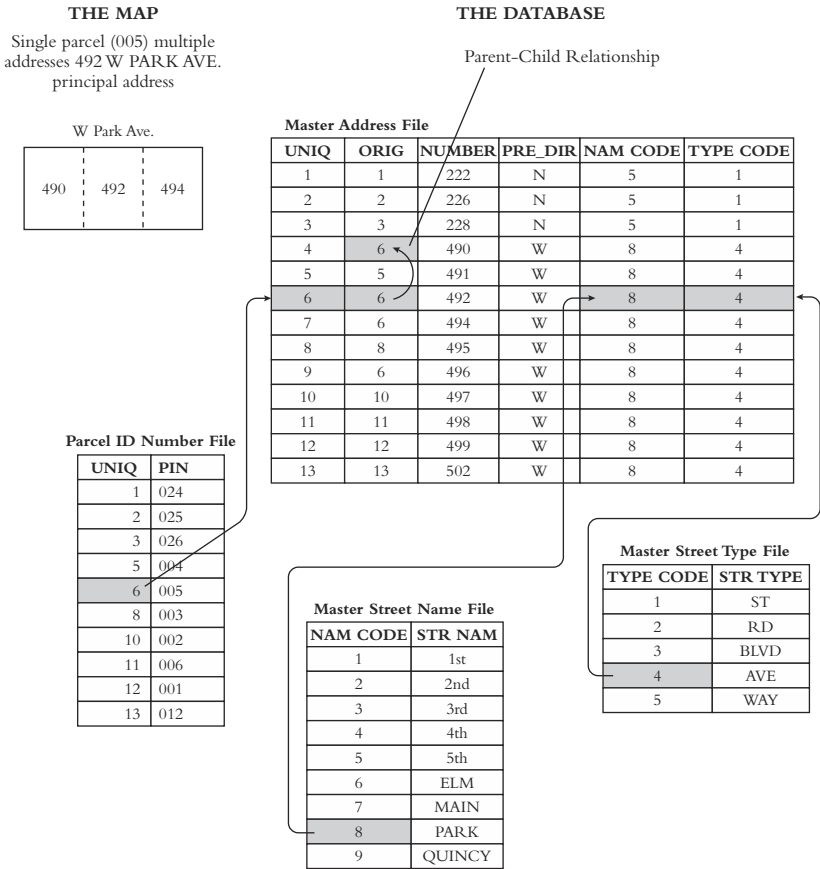 THE MAP
Single parcel (005) multiple
addresses 492 W PARK AVE.
principal address
W Park Ave.
490 492 494
THE DATABASE
Parent-Child Relationship
Master Address File
UNIQ ORIG NUMBER PRE_DIR NAM CODE TYPE CODE
1 1 222 N 5 1
2 2 226 N 5 1
3 3 228 N 5 1
4 6 490 W 8 4
5 5 491 W 8 4
6 6 492 W 8 4
7 6 494 W 8 4
8 8 495 W 8 4
9 6 496 W 8 4
10 10 497 W 8 4
11 11 498 W 8 4
12 12 499 W 8 4
13 13 502 W 8 4
Parcel ID Number File
UNIQ PIN
1 024
2 025
3 026
5 004
6 005
8 003
10 002
11 006
12 001
13 012
Master Street Name File
NAM CODE STR NAM
1 1st
2 2nd
3 3rd
4 4th
5 5th
6 ELM
7 MAIN
8 PARK
9 QUINCY
Master Street Type File
TYPE CODE STR TYPE
1 ST
2 RD
3 BLVD
4 AVE
5 WAY